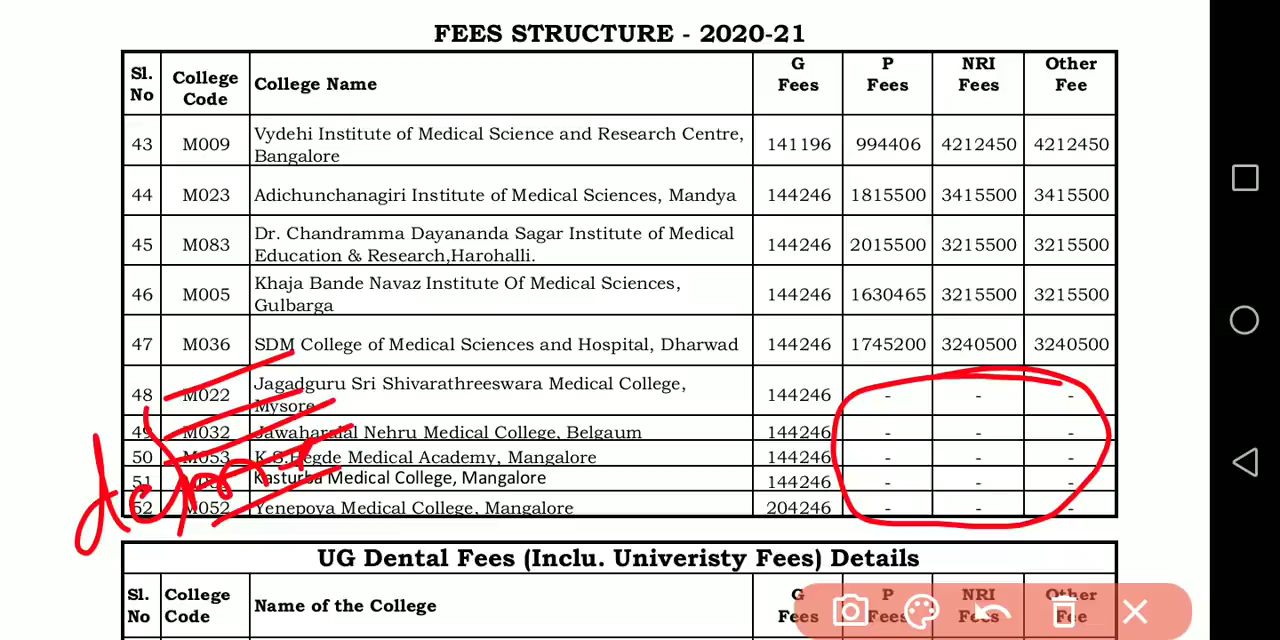 FEES STRUCTURE - 2020-21
Sl. No College Code College Name G Fees P Fees NRI Fees Other Fee
43 M009 Vydehi Institute of Medical Science and Research Centre, Bangalore 141196 994406 4212450 4212450
44 M023 Adichunchanagiri Institute of Medical Sciences, Mandya 144246 1815500 3415500 3415500
45 M083 Dr. Chandramma Dayananda Sagar Institute of Medical Education & Research,Harohalli. 144246 2015500 3215500 3215500
46 M005 Khaja Bande Navaz Institute Of Medical Sciences, Gulbarga 144246 1630465 3215500 3215500
47 M036 SDM College of Medical Sciences and Hospital, Dharwad 144246 1745200 3240500 3240500
48 M022 Jagadguru Sri Shivarathreeswara Medical College, Mysore 144246 - - -
49 M032 Jawaharalal Nehru Medical College, Belgaum 144246 - - -
50 M053 K.S.Hegde Medical Academy, Mangalore 144246 - - -
51 Kasturba Medical College, Mangalore 144246 - - -
52 M052 Yenepoya Medical College, Mangalore 204246 - - -
UG Dental Fees (Inclu. Univeristy Fees) Details
Sl. No College Code Name of the College G Fees P Fees NRI Fees Other Fee